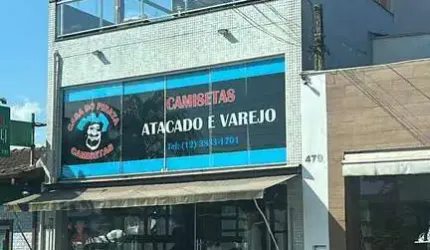 CASA DO PIRATA
CAMISETAS
CAMISETAS
ATACADO E VAREJO
479